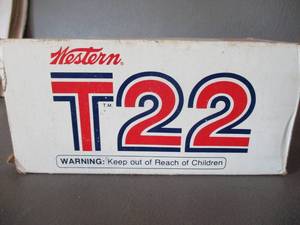 Western®
T22
TM
WARNING: Keep out of Reach of Children